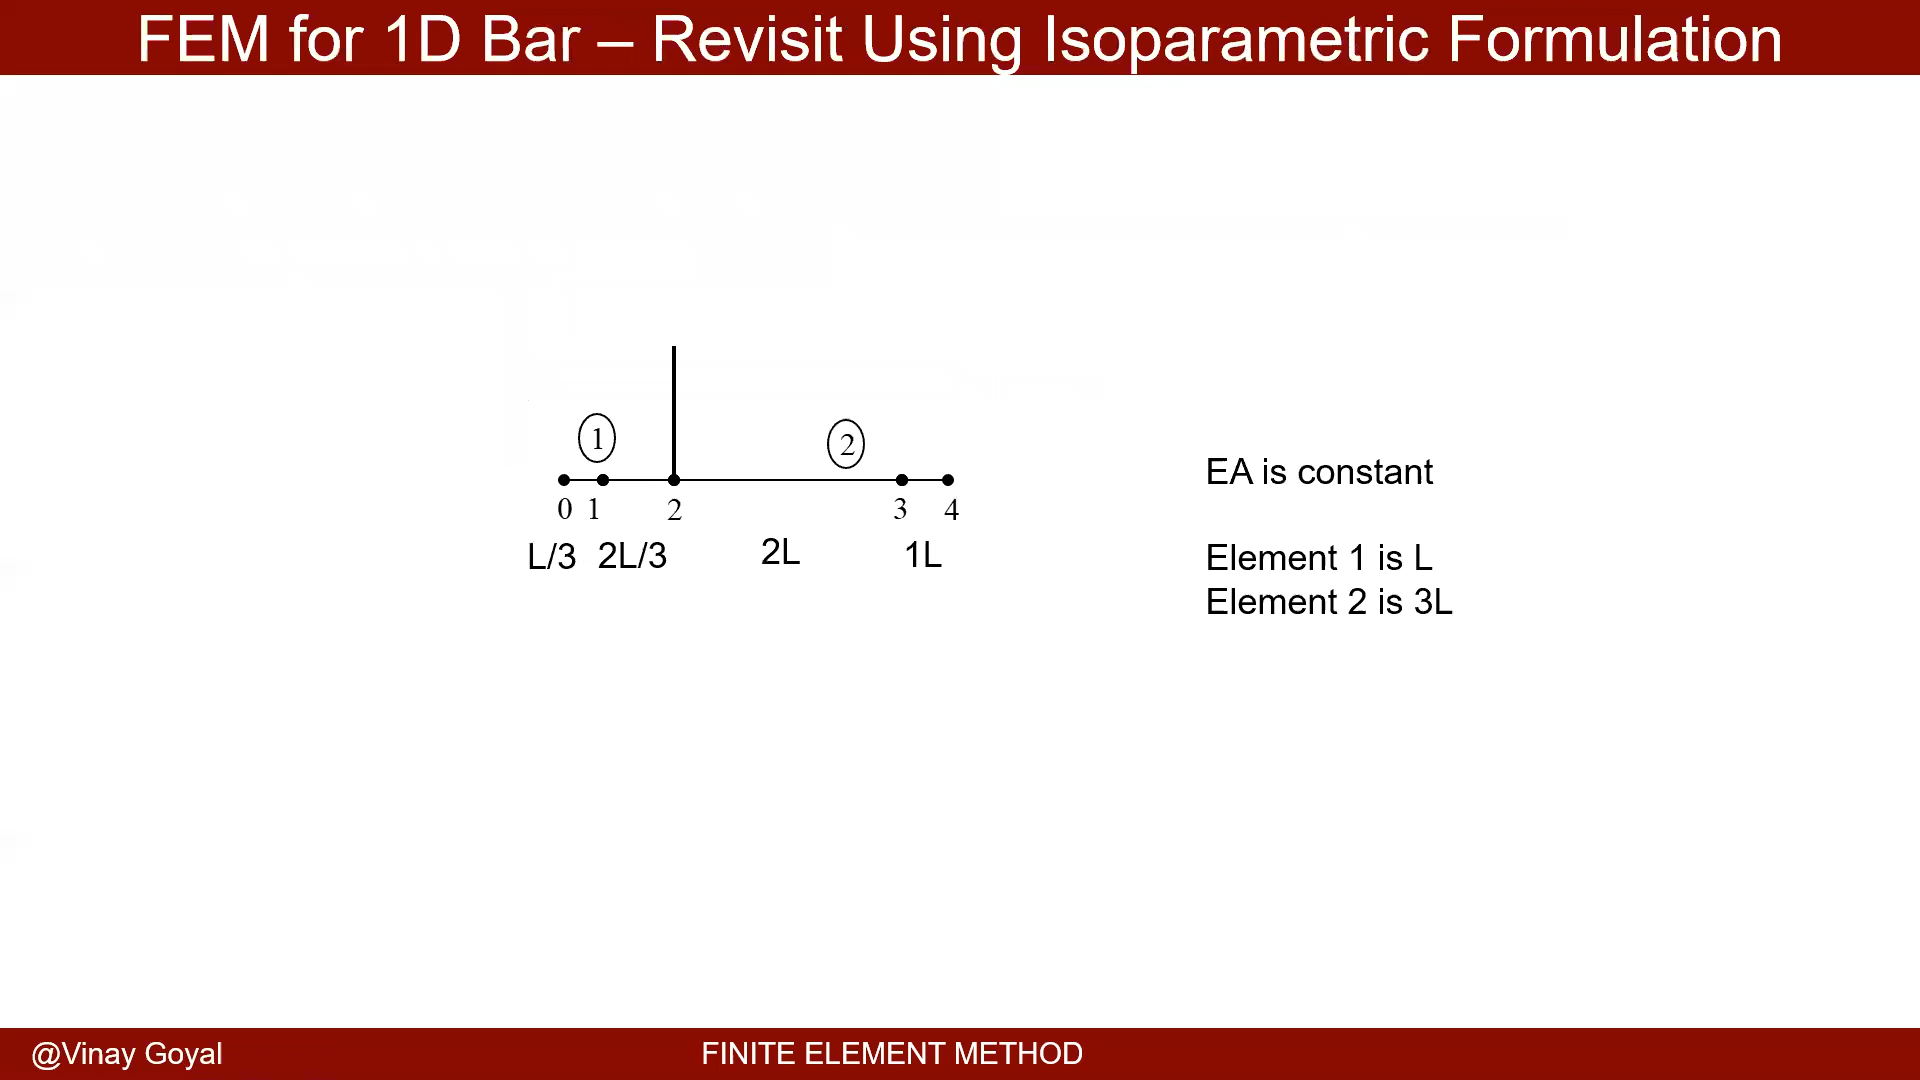 FEM for 1D Bar – Revisit Using Isoparametric Formulation
1
2
0 1 2 3 4
L/3 2L/3 2L 1L
EA is constant
Element 1 is L
Element 2 is 3L
@Vinay Goyal
FINITE ELEMENT METHOD